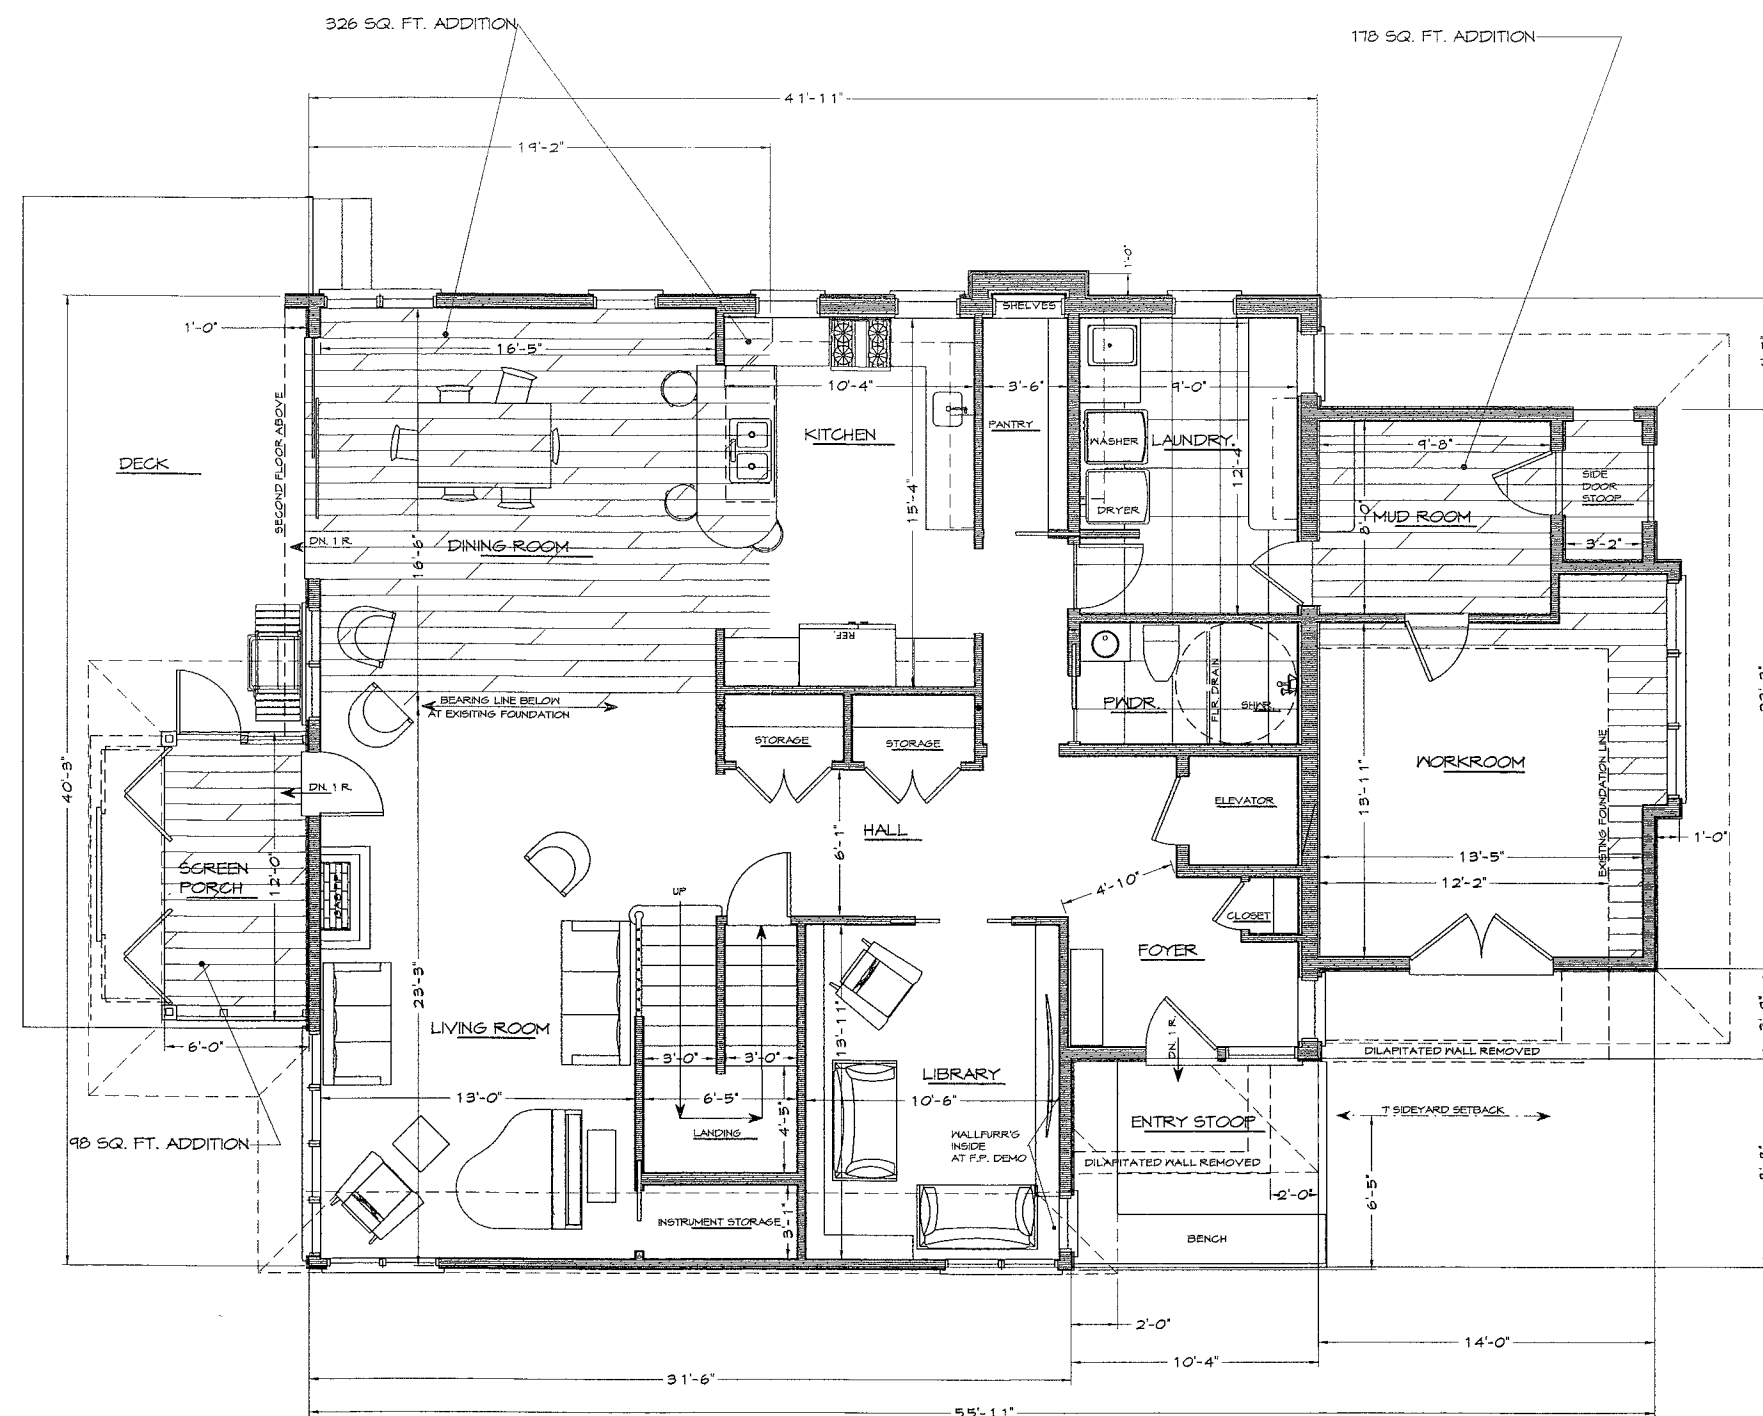 326 SQ. FT. ADDITION
178 SQ. FT. ADDITION
41'-11"
19'-2"
1'-0"
SHELVES
1'-0"
16'-5"
10'-4"
3'-6"
9'-0"
SECOND FLOOR ABOVE
KITCHEN
PANTRY
WASHER
LAUNDRY
12'-4"
9'-8"
DECK
SIDE
DOOR
STOOP
15'-4"
DRYER
MUD ROOM
8'-0"
DN. 1 R.
DINING ROOM
16'-6"
3'-2"
REF.
BEARING LINE BELOW
AT EXISITING FOUNDATION
PWDR.
FLR DRAIN
SHWR.
STORAGE
STORAGE
WORKROOM
EXISTING FOUNDATION LINE
40'-3"
DN. 1 R.
ELEVATOR
13'-11"
HALL
6'-1"
1'-0"
SCREEN
PORCH
12'-0"
GAS F.P.
UP
4'-10"
13'-5"
12'-2"
CLOSET
FOYER
23'-3"
LIVING ROOM
13'-11"
6'-0"
3'-0"
3'-0"
DN. 1 R.
DILAPITATED WALL REMOVED
LIBRARY
13'-0"
6'-5"
10'-6"
98 SQ. FT. ADDITION
LANDING
4'-5"
WALLFURR'G
INSIDE
AT F.P. DEMO
ENTRY STOOP
7' SIDEYARD SETBACK
DILAPITATED WALL REMOVED
2'-0"
6'-5"
INSTRUMENT STORAGE
3'-1"
BENCH
2'-0"
14'-0"
10'-4"
31'-6"
55'-11"